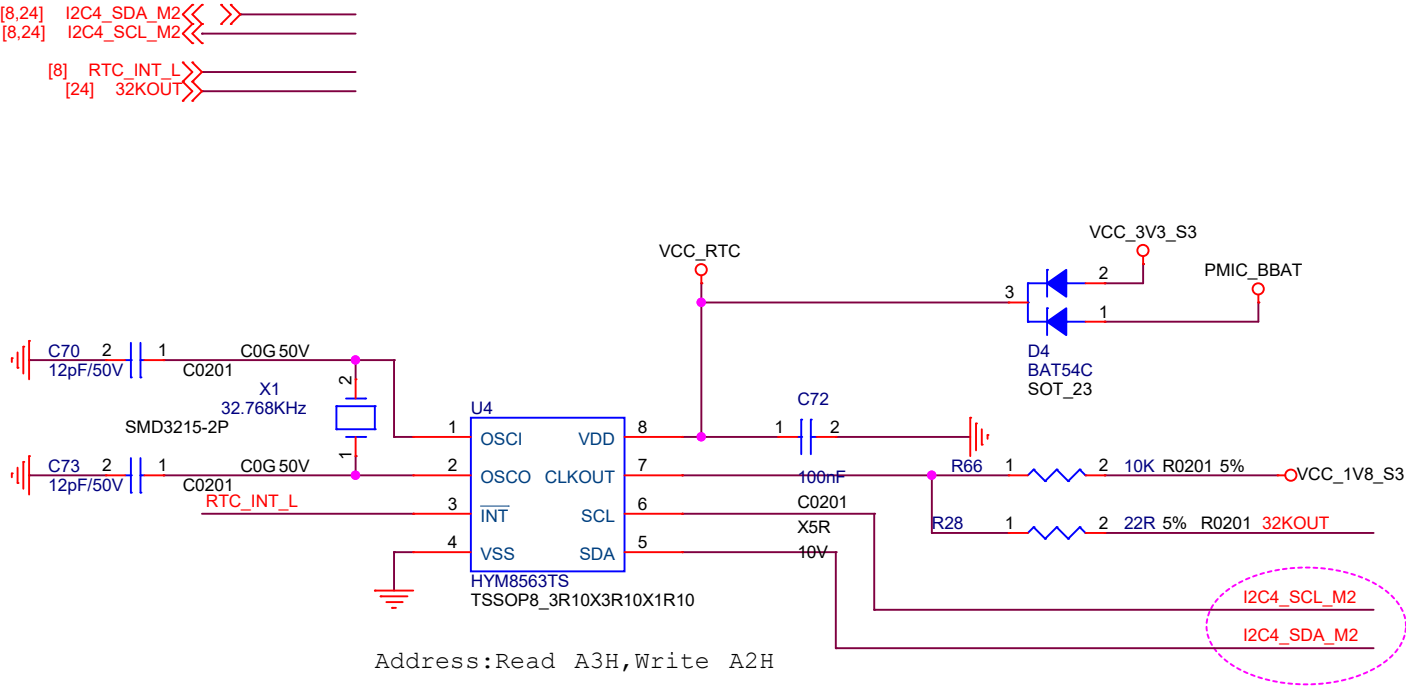 [8,24] I2C4_SDA_M2
[8,24] I2C4_SCL_M2
[8] RTC_INT_L
[24] 32KOUT
VCC_RTC
VCC_3V3_S3
PMIC_BBAT
3
2
1
D4
BAT54C
SOT_23
C70 2 1 C0G 50V
12pF/50V C0201
X1
32.768KHz
SMD3215-2P
2
1
C73 2 1 C0G 50V
12pF/50V C0201
RTC_INT_L
U4
1 OSCI VDD 8
2 OSCO CLKOUT 7
3 INT SCL 6
4 VSS SDA 5
HYM8563TS
TSSOP8_3R10X3R10X1R10
C72
1 2
100nF
C0201
X5R
10V
R66 1 2 10K R0201 5% VCC_1V8_S3
R28 1 2 22R 5% R0201 32KOUT
I2C4_SCL_M2
I2C4_SDA_M2
Address:Read A3H,Write A2H